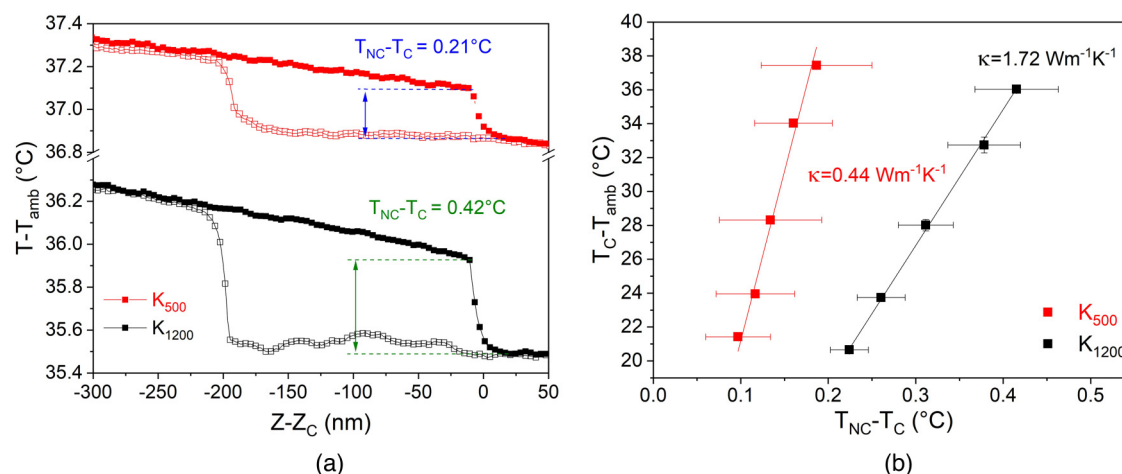 37.4
37.2
37.0
36.8
36.2
36.0
35.8
35.6
35.4
T-T_amb (°C)
T_NC-T_C = 0.21°C
T_NC-T_C = 0.42°C
K_500
K_1200
-300 -250 -200 -150 -100 -50 0 50
Z-Z_C (nm)
(a)
40
38
36
34
32
30
28
26
24
22
20
T_C-T_amb (°C)
κ=1.72 Wm⁻¹K⁻¹
κ=0.44 Wm⁻¹K⁻¹
K_500
K_1200
0.0 0.1 0.2 0.3 0.4 0.5
T_NC-T_C (°C)
(b)